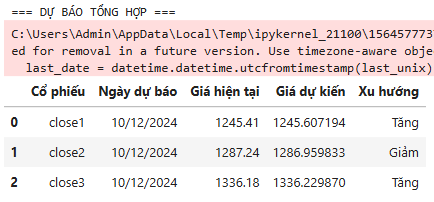 === DỰ BÁO TỔNG HỢP ===
C:\Users\Admin\AppData\Local\Temp\ipykernel_21100\156457773
ed for removal in a future version. Use timezone-aware obje
last_date = datetime.datetime.utcfromtimestamp(last_unix)
Cổ phiếu Ngày dự báo Giá hiện tại Giá dự kiến Xu hướng
0 close1 10/12/2024 1245.41 1245.607194 Tăng
1 close2 10/12/2024 1287.24 1286.959833 Giảm
2 close3 10/12/2024 1336.18 1336.229870 Tăng